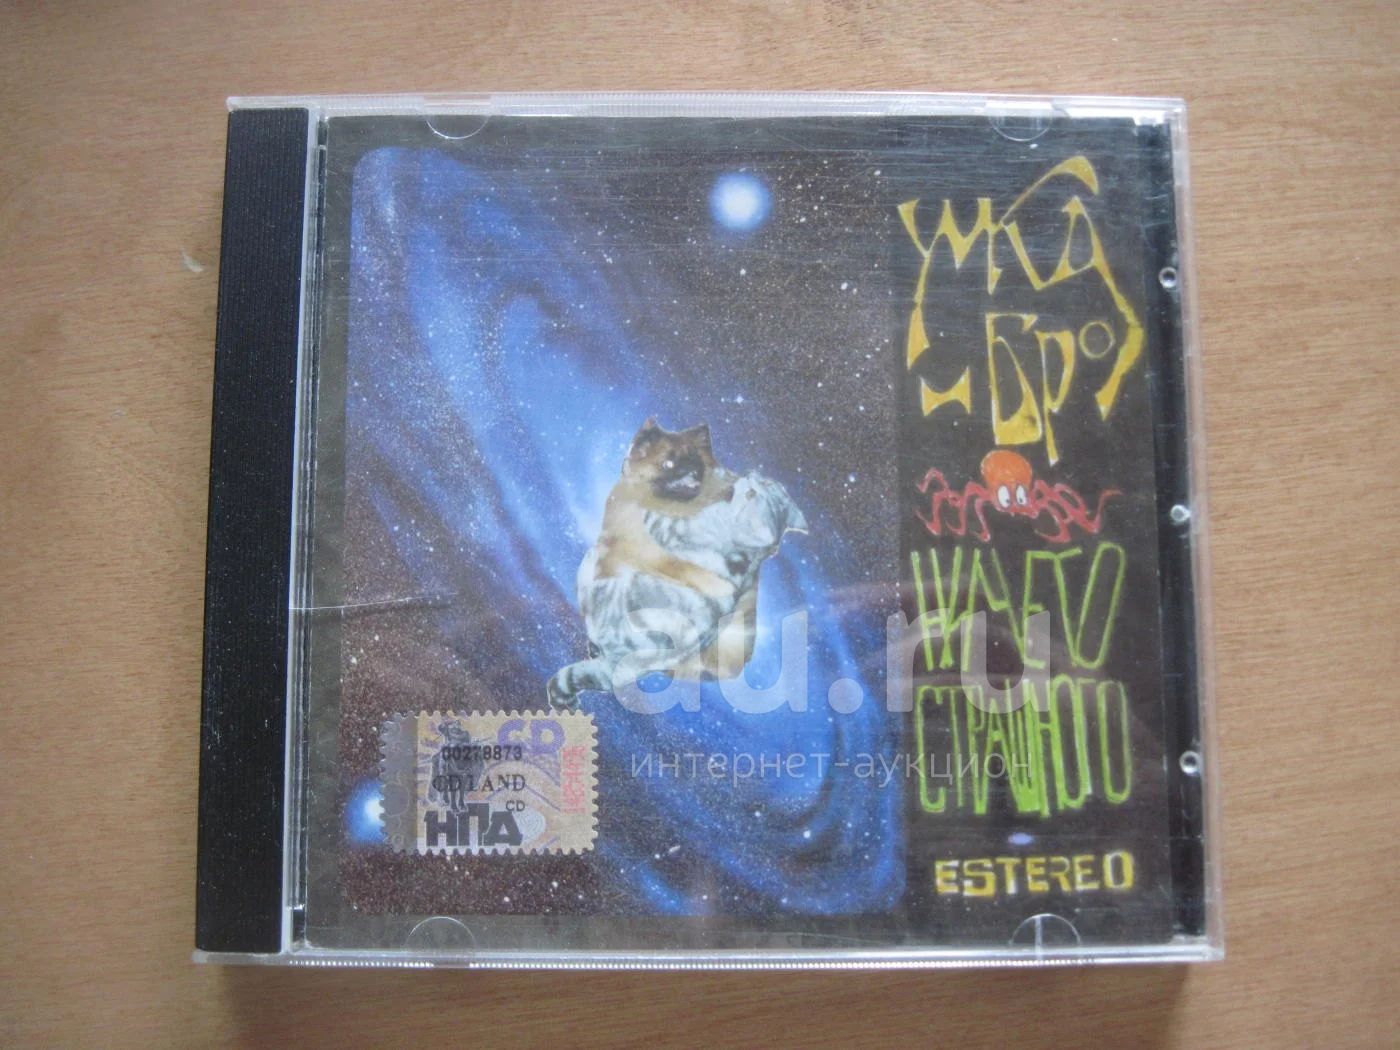 Умка
и Бро
НИЧЕГО
СТРАШНОГО
ESTEREO
CD
00278873
CD LAND
CD
НПД
au.ru
интернет-аукцион